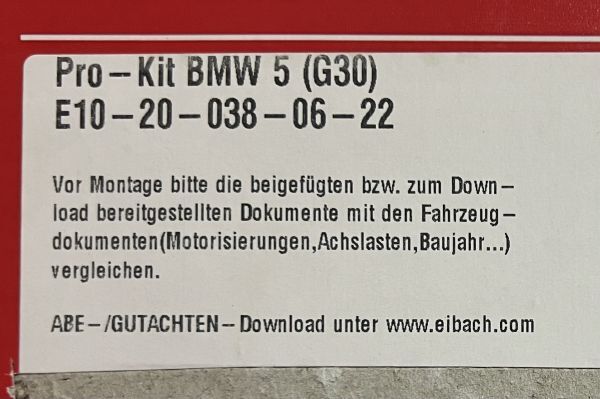 Pro-Kit BMW 5 (G30)
E10-20-038-06-22
Vor Montage bitte die beigefügten bzw. zum Down-
load bereitgestellten Dokumente mit den Fahrzeug-
dokumenten(Motorisierungen,Achslasten,Baujahr...)
vergleichen.
ABE-/GUTACHTEN-Download unter www.eibach.com